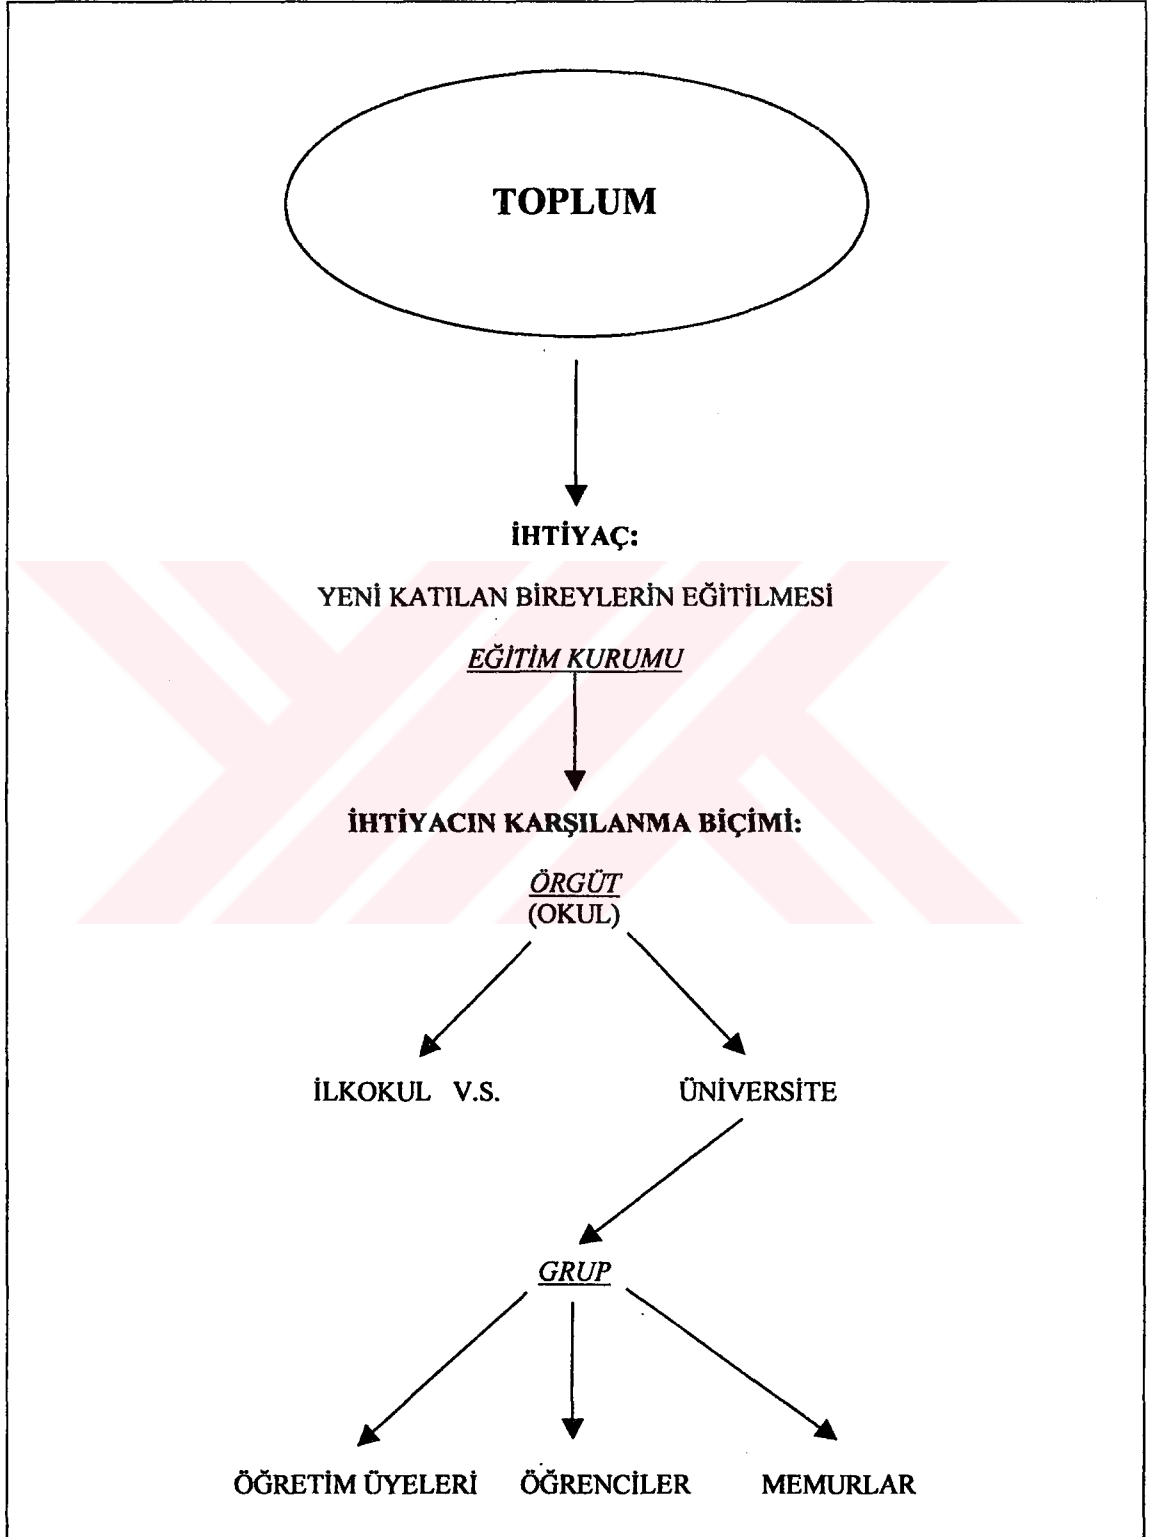 TOPLUM
İHTİYAÇ:
YENİ KATILAN BİREYLERİN EĞİTİLMESİ
EĞİTİM KURUMU
İHTİYACIN KARŞILANMA BİÇİMİ:
ÖRGÜT
(OKUL)
İLKOKUL V.S. ÜNİVERSİTE
GRUP
ÖĞRETİM ÜYELERİ ÖĞRENCİLER MEMURLAR